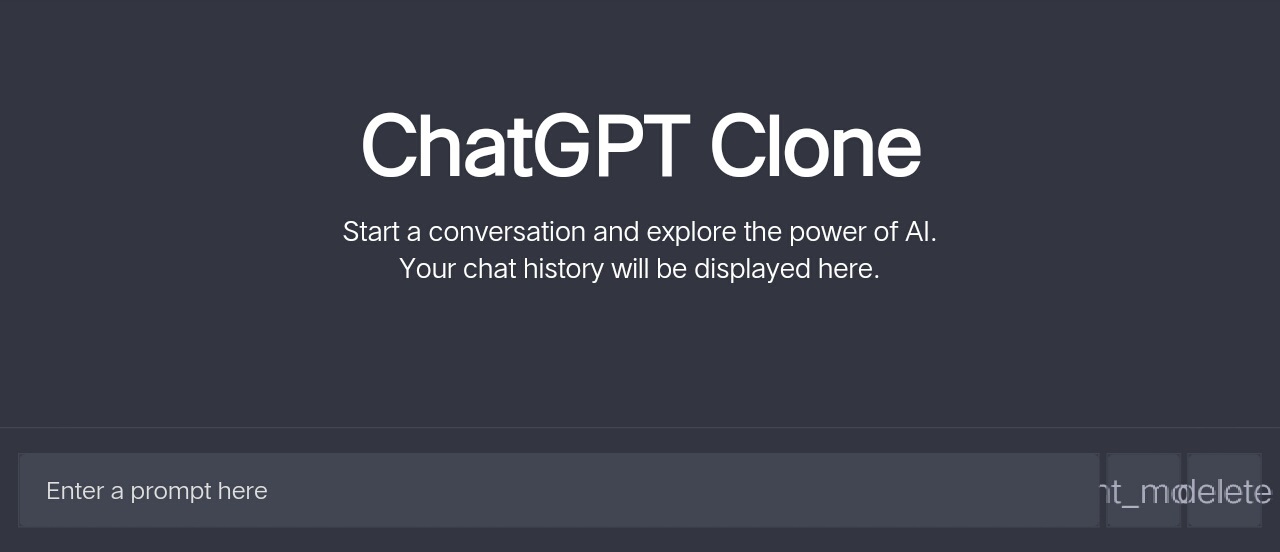 ChatGPT Clone
Start a conversation and explore the power of AI.
Your chat history will be displayed here.
Enter a prompt here
delete